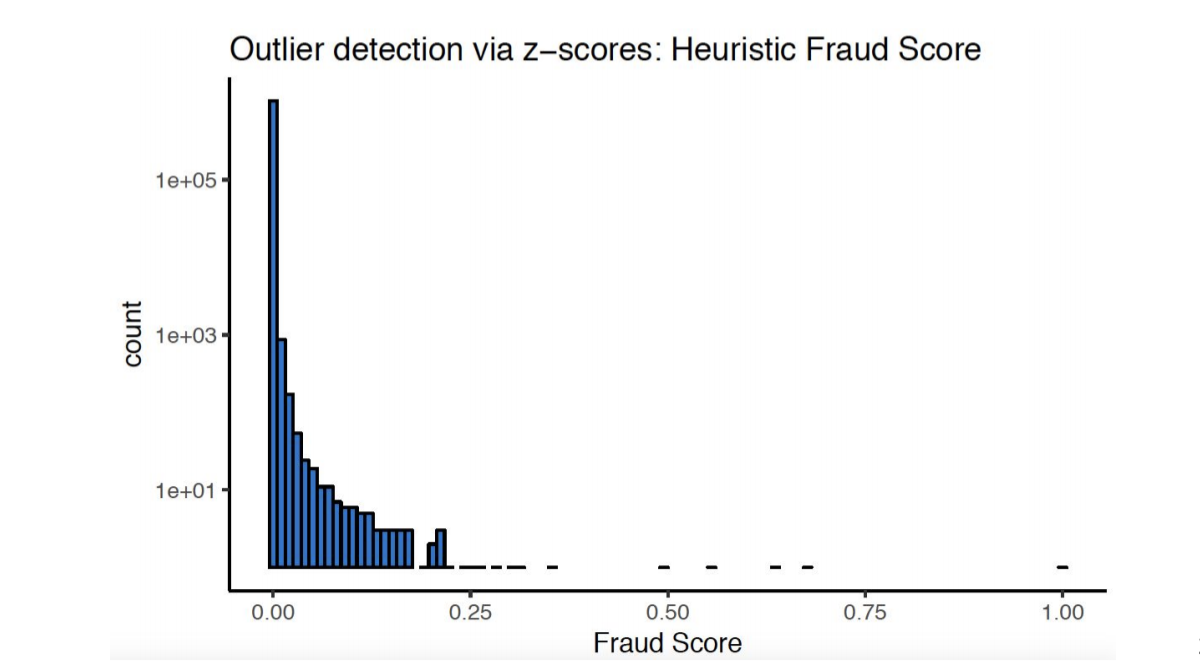 Outlier detection via z−scores: Heuristic Fraud Score
1e+05
1e+03
1e+01
count
0.00 0.25 0.50 0.75 1.00
Fraud Score